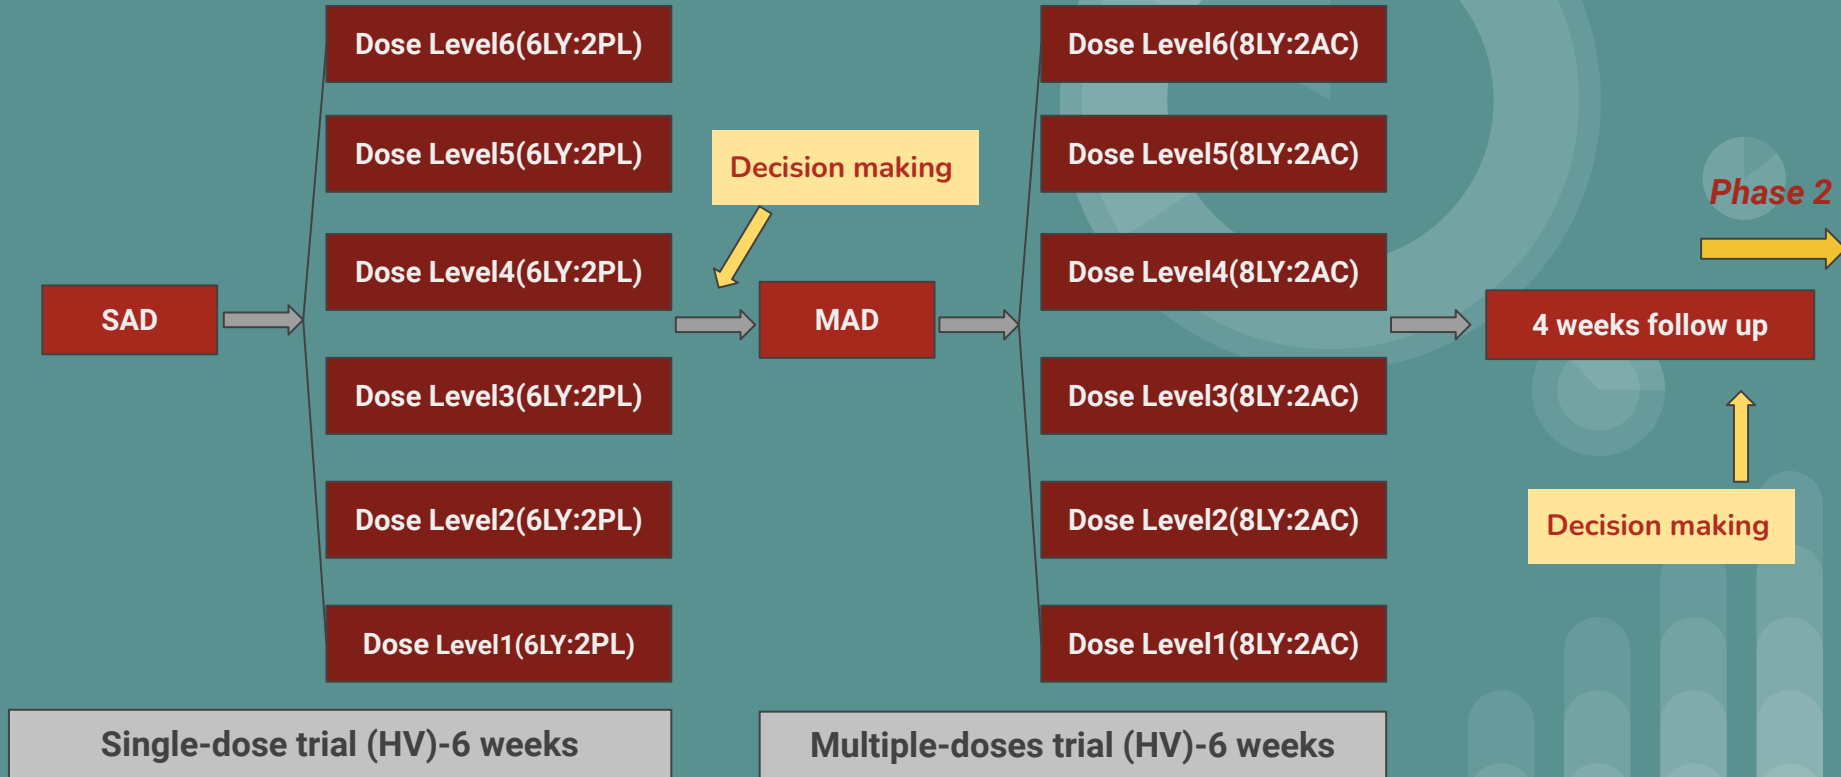 SAD
Dose Level6(6LY:2PL)
Dose Level5(6LY:2PL)
Dose Level4(6LY:2PL)
Dose Level3(6LY:2PL)
Dose Level2(6LY:2PL)
Dose Level1(6LY:2PL)
Single-dose trial (HV)-6 weeks
Decision making
MAD
Dose Level6(8LY:2AC)
Dose Level5(8LY:2AC)
Dose Level4(8LY:2AC)
Dose Level3(8LY:2AC)
Dose Level2(8LY:2AC)
Dose Level1(8LY:2AC)
Multiple-doses trial (HV)-6 weeks
Phase 2
4 weeks follow up
Decision making